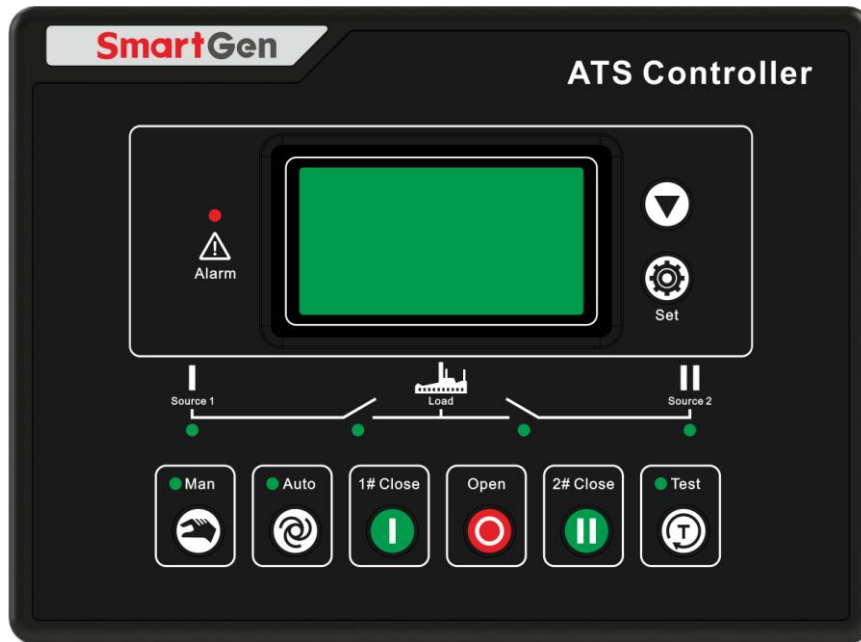 SmartGen
ATS Controller
Alarm
Set
I
II
Source 1
Load
Source 2
Man
Auto
1# Close
Open
2# Close
Test
I
O
II
T